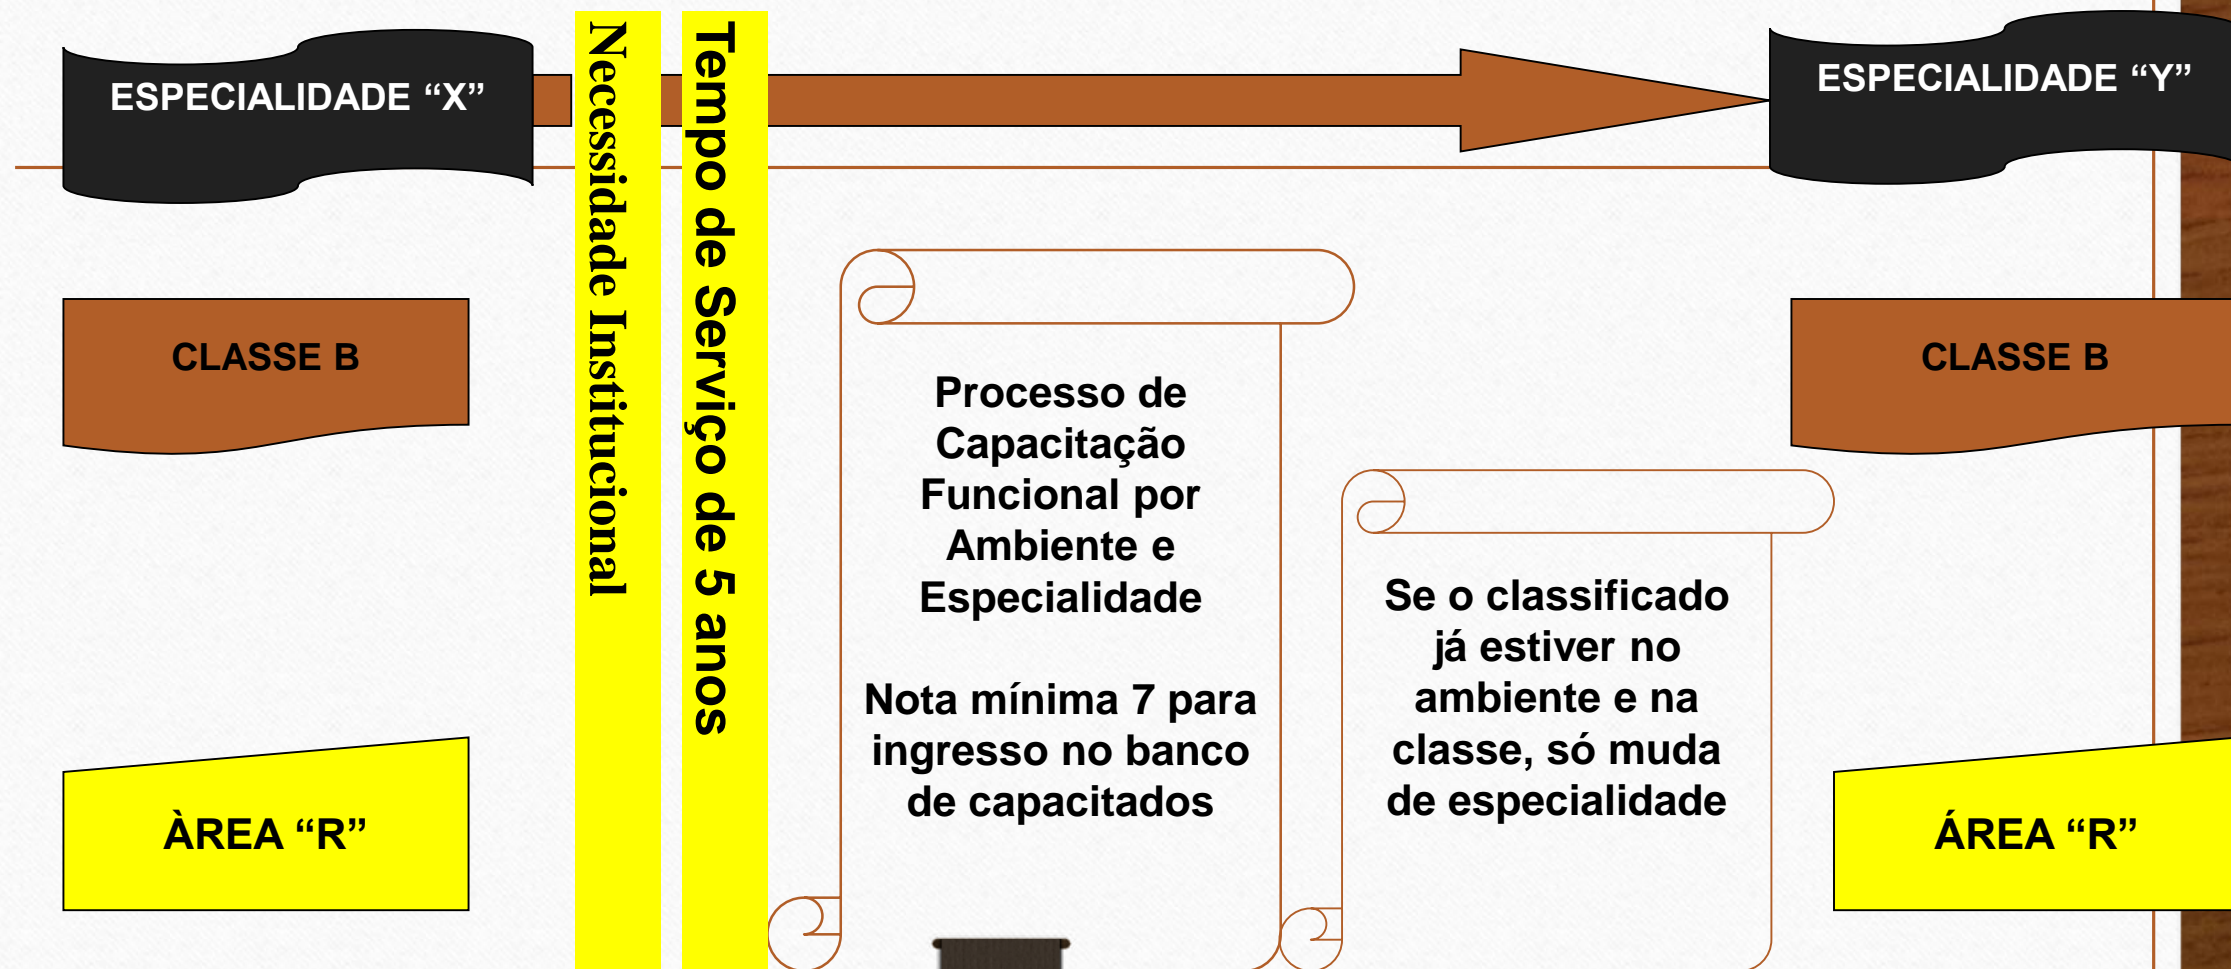 ESPECIALIDADE “X”
Necessidade Institucional
Tempo de Serviço de 5 anos
ESPECIALIDADE “Y”
CLASSE B
CLASSE B
Processo de
Capacitação
Funcional por
Ambiente e
Especialidade
Nota mínima 7 para
ingresso no banco
de capacitados
Se o classificado
já estiver no
ambiente e na
classe, só muda
de especialidade
ÀREA “R”
ÁREA “R”